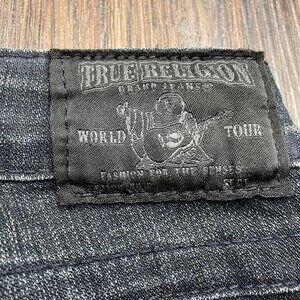 TRUE RELIGION
BRAND JEANS
WORLD TOUR
FASHION FOR THE SENSES